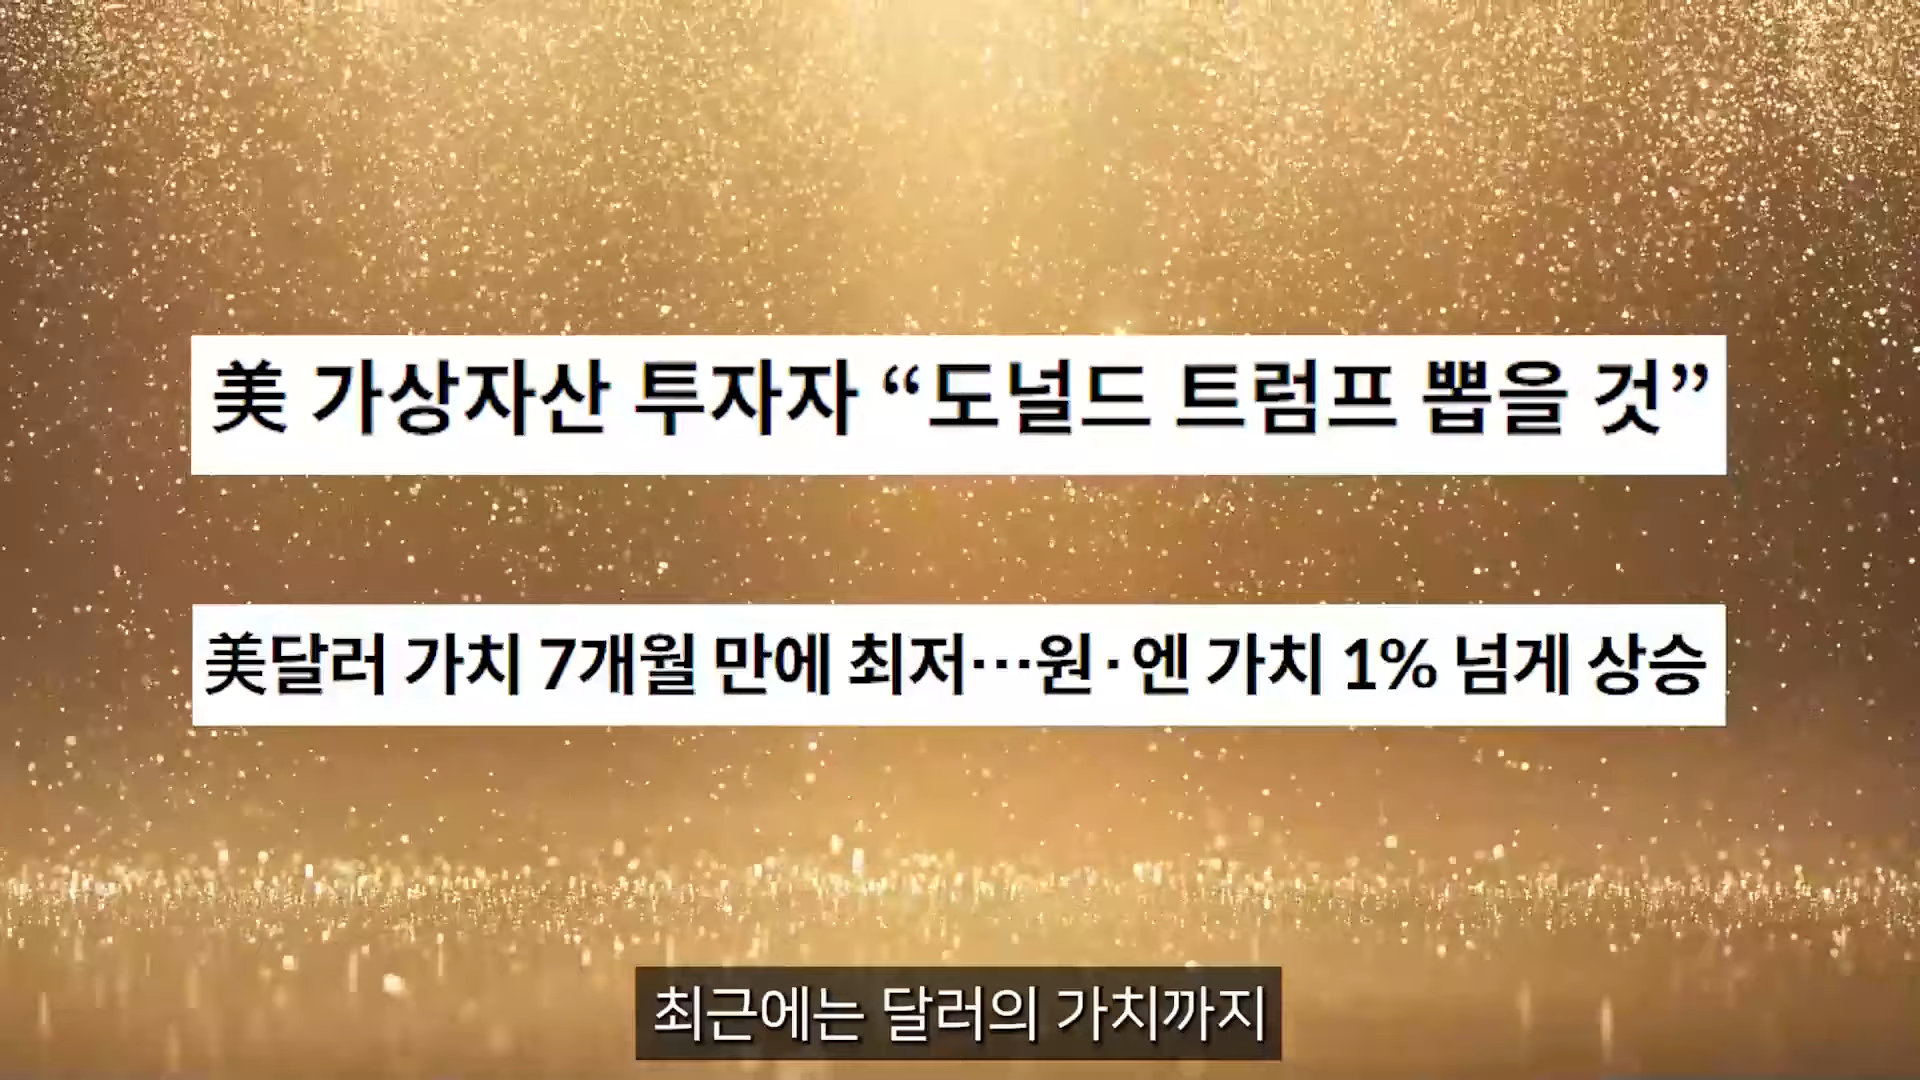 美 가상자산 투자자 “도널드 트럼프 뽑을 것”
美달러 가치 7개월 만에 최저…원·엔 가치 1% 넘게 상승
최근에는 달러의 가치까지